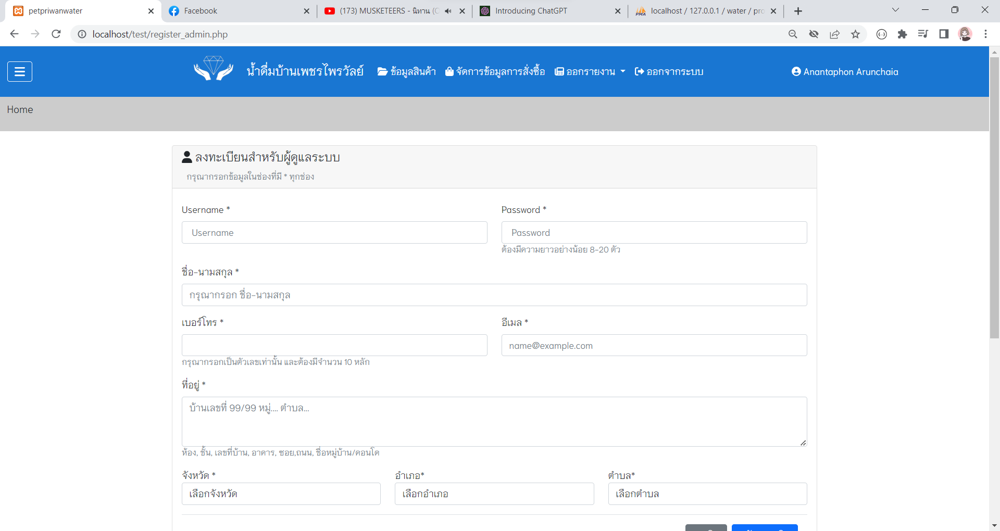 petpriwanwater
Facebook
(173) MUSKETEERS - นิทาน
Introducing ChatGPT
localhost / 127.0.0.1 / water / pro
localhost/test/register_admin.php
น้ำดื่มบ้านเพชรไพรวัลย์
ข้อมูลสินค้า
จัดการข้อมูลการสั่งซื้อ
ออกรายงาน
ออกจากระบบ
Anantaphon Arunchaia
Home
ลงทะเบียนสำหรับผู้ดูแลระบบ
กรุณากรอกข้อมูลในช่องที่มี * ทุกช่อง
Username * Password *
Username Password
ต้องมีความยาวอย่างน้อย 8-20 ตัว
ชื่อ-นามสกุล *
กรุณากรอก ชื่อ-นามสกุล
เบอร์โทร * อีเมล *
name@example.com
กรุณากรอกเป็นตัวเลขเท่านั้น และต้องมีจำนวน 10 หลัก
ที่อยู่ *
บ้านเลขที่ 99/99 หมู่.... ตำบล...
ห้อง, ชั้น, เลขที่บ้าน, อาคาร, ซอย,ถนน, ชื่อหมู่บ้าน/คอนโด
จังหวัด * อำเภอ* ตำบล*
เลือกจังหวัด เลือกอำเภอ เลือกตำบล